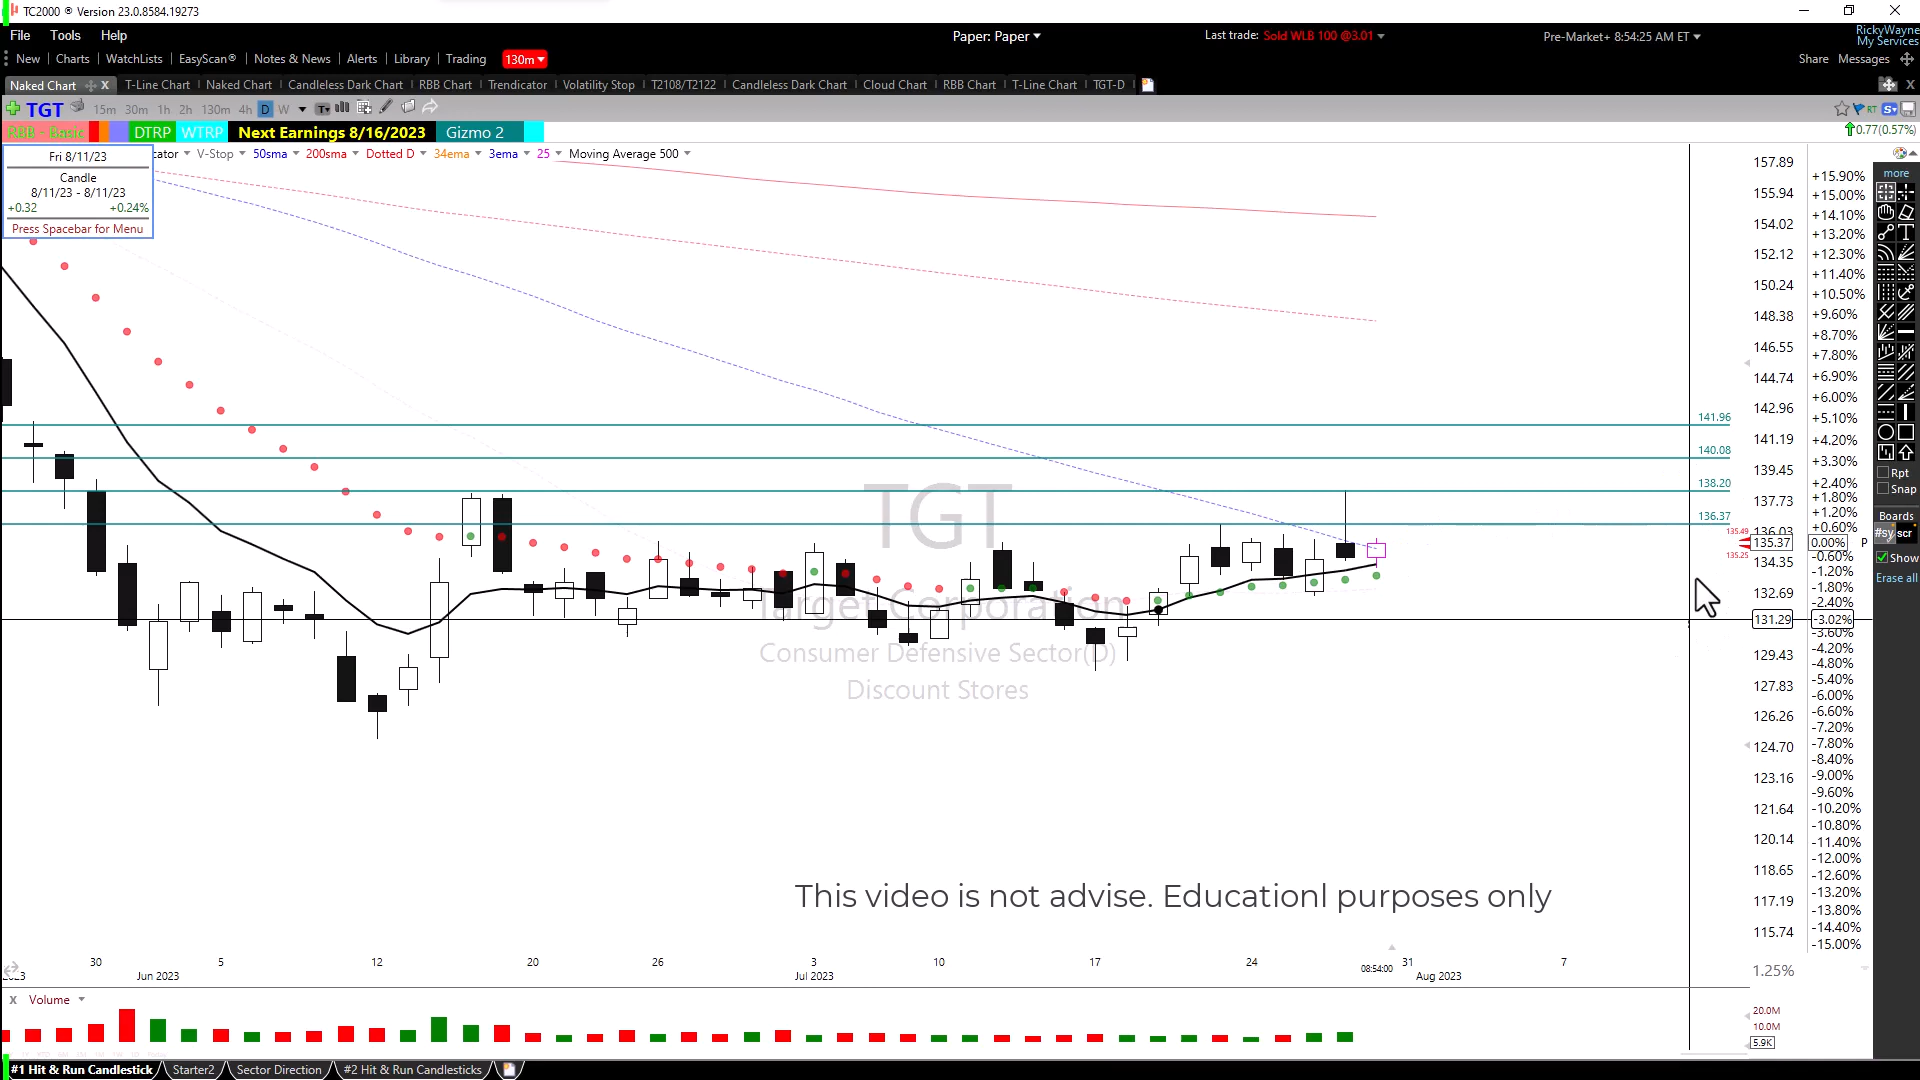 TC2000 ® Version 23.0.8584.19273
File Tools Help
Paper: Paper
Last trade: Sold WLB 100 @3.01
Pre-Market+ 8:54:25 AM ET
RickyWayne
My Services
New Charts WatchLists EasyScan® Notes & News Alerts Library Trading 130m
Share Messages
Naked Chart X T-Line Chart Naked Chart Candleless Dark Chart RBB Chart Trendicator Volatility Stop T2108/T2122 Candleless Dark Chart Cloud Chart RBB Chart T-Line Chart TGT-D
TGT 15m 30m 1h 2h 130m 4h D W
RBB - Basic DTRP WTRP Next Earnings 8/16/2023 Gizmo 2
0.77(0.57%)
Fri 8/11/23
Candle
8/11/23 - 8/11/23
+0.32 +0.24%
Press Spacebar for Menu
cator V-Stop 50sma 200sma Dotted D 34ema 3ema 25 Moving Average 500
157.89
155.94
154.02
152.12
150.24
148.38
146.55
144.74
142.96
141.19
139.45
137.73
136.03
135.37
134.35
132.69
131.29
129.43
127.83
126.26
124.70
123.16
121.64
120.14
118.65
117.19
115.74
1.25%
+15.90%
+15.00%
+14.10%
+13.20%
+12.30%
+11.40%
+10.50%
+9.60%
+8.70%
+7.80%
+6.90%
+6.00%
+5.10%
+4.20%
+3.30%
+2.40%
+1.80%
+1.20%
+0.60%
0.00% P
-0.60%
-1.20%
-1.80%
-2.40%
-3.02%
-3.60%
-4.20%
-4.80%
-5.40%
-6.00%
-6.60%
-7.20%
-7.80%
-8.40%
-9.00%
-9.60%
-10.20%
-10.80%
-11.40%
-12.00%
-12.60%
-13.20%
-13.80%
-14.40%
-15.00%
more
Rpt
Snap
Boards
#sy scr
Show
Erase all
141.96
140.08
138.20
136.37
135.49
135.25
TGT
Target Corporation
Consumer Defensive Sector(D)
Discount Stores
This video is not advise. Educationl purposes only
30 5 12 20 26 3 10 17 24 08:54:00 31 7
Jun 2023 Jul 2023 Aug 2023
X Volume
20.0M
10.0M
5.9K
#1 Hit & Run Candlestick Starter2 Sector Direction #2 Hit & Run Candlesticks